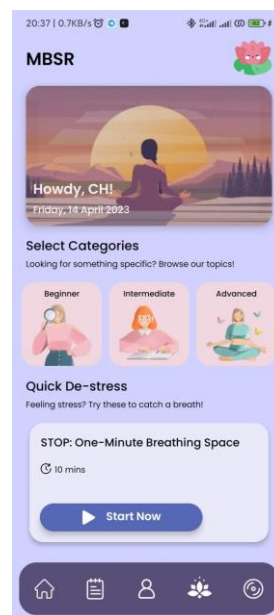 20:37 | 0.7KB/s
MBSR
Howdy, CH!
Friday, 14 April 2023
Select Categories
Looking for something specific? Browse our topics!
Beginner Intermediate Advanced
Quick De-stress
Feeling stress? Try these to catch a breath!
STOP: One-Minute Breathing Space
10 mins
Start Now